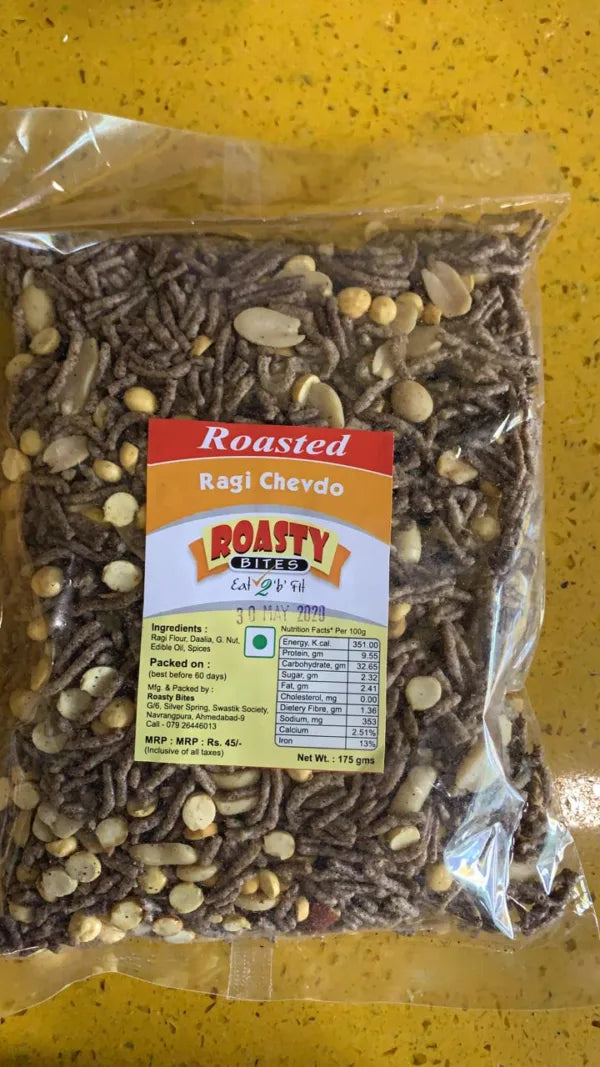 Roasted
Ragi Chevdo
ROASTY
BITES
Eat 2 'b' Fit
30 MAY 2020
Ingredients :
Ragi Flour, Daalia, G. Nut,
Edible Oil, Spices
Packed on :
(best before 60 days)
Mfg. & Packed by :
Roasty Bites
G/6, Silver Spring, Swastik Society,
Navrangpura, Ahmedabad-9
Call - 079 26446013
MRP : MRP : Rs. 45/-
(Inclusive of all taxes)
Nutrition Facts* Per 100g
Energy, K.cal. 351.00
Protein, gm 9.55
Carbohydrate, gm 32.65
Sugar, gm 2.32
Fat, gm 2.41
Cholesterol, mg 0.00
Dietery Fibre, gm 1.36
Sodium, mg 353
Calcium 2.51%
Iron 13%
Net Wt. : 175 gms